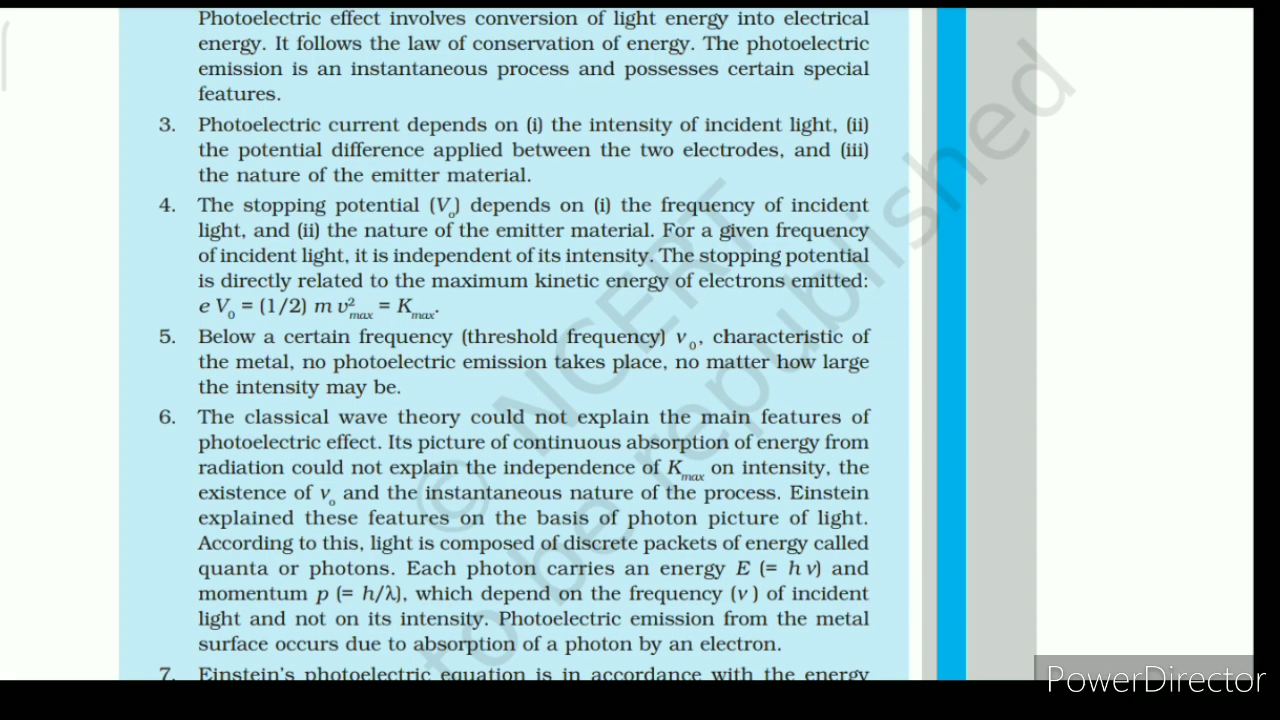 Photoelectric effect involves conversion of light energy into electrical
energy. It follows the law of conservation of energy. The photoelectric
emission is an instantaneous process and possesses certain special
features.
3. Photoelectric current depends on (i) the intensity of incident light, (ii)
the potential difference applied between the two electrodes, and (iii)
the nature of the emitter material.
4. The stopping potential (Vₒ) depends on (i) the frequency of incident
light, and (ii) the nature of the emitter material. For a given frequency
of incident light, it is independent of its intensity. The stopping potential
is directly related to the maximum kinetic energy of electrons emitted:
e V₀ = (1/2) m υ²max = Kmax.
5. Below a certain frequency (threshold frequency) ν₀, characteristic of
the metal, no photoelectric emission takes place, no matter how large
the intensity may be.
6. The classical wave theory could not explain the main features of
photoelectric effect. Its picture of continuous absorption of energy from
radiation could not explain the independence of Kmax on intensity, the
existence of νₒ and the instantaneous nature of the process. Einstein
explained these features on the basis of photon picture of light.
According to this, light is composed of discrete packets of energy called
quanta or photons. Each photon carries an energy E (= h ν) and
momentum p (= h/λ), which depend on the frequency (ν ) of incident
light and not on its intensity. Photoelectric emission from the metal
surface occurs due to absorption of a photon by an electron.
7. Einstein's photoelectric equation is in accordance with the energy
© NCERT
to be republished
PowerDirector